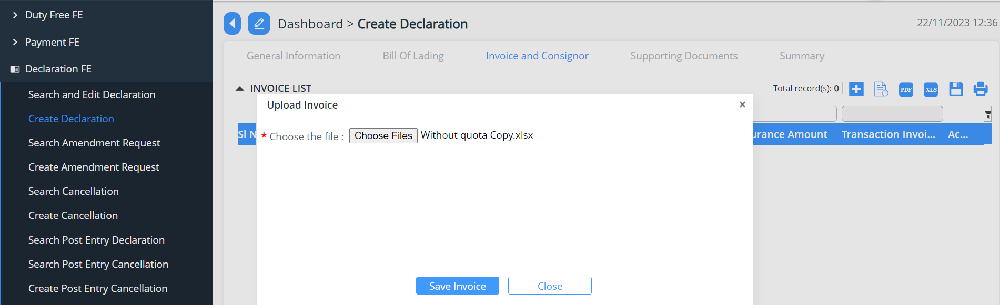 Duty Free FE
Payment FE
Declaration FE
Search and Edit Declaration
Create Declaration
Search Amendment Request
Create Amendment Request
Search Cancellation
Create Cancellation
Search Post Entry Declaration
Search Post Entry Cancellation
Create Post Entry Cancellation
Dashboard > Create Declaration
22/11/2023 12:36
General Information Bill Of Lading Invoice and Consignor Supporting Documents Summary
INVOICE LIST
Total record(s): 0
PDF XLS
Upload Invoice ×
Sl N
* Choose the file : Choose Files Without quota Copy.xlsx
urance Amount Transaction Invoi... Ac...
Save Invoice Close